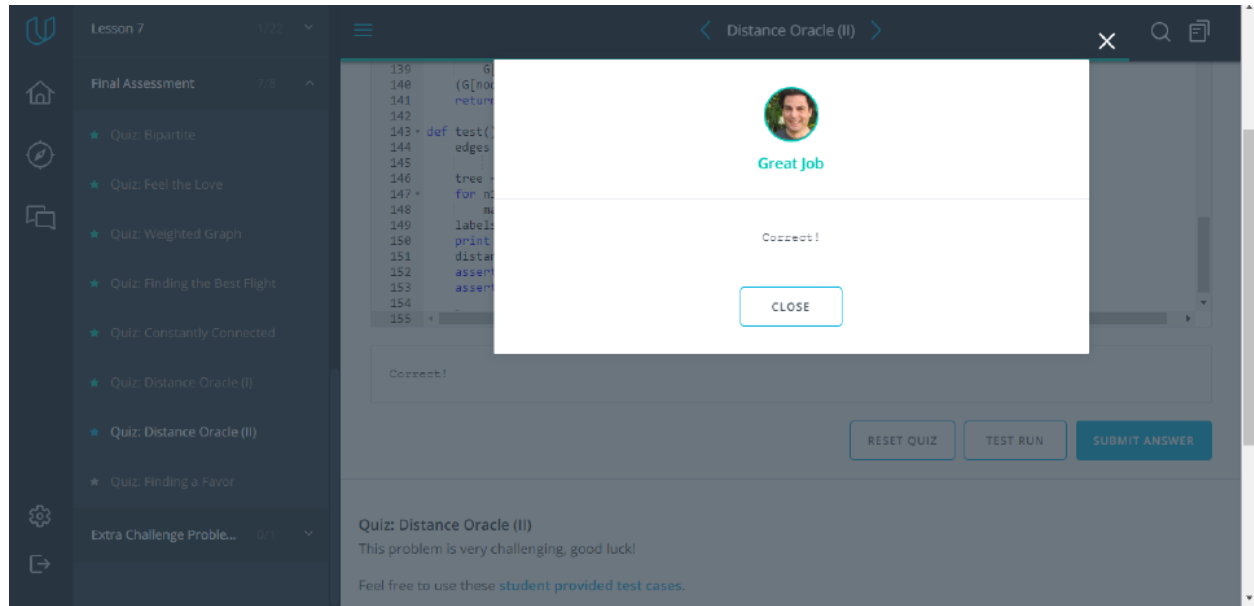 Lesson 7 1/22
Final Assessment 7/8
Quiz: Bipartite
Quiz: Feel the Love
Quiz: Weighted Graph
Quiz: Finding the Best Flight
Quiz: Constantly Connected
Quiz: Distance Oracle (I)
Quiz: Distance Oracle (II)
Quiz: Finding a Favor
Extra Challenge Proble... 0/1
Distance Oracle (II)
139 G[
140 (G[
141 return
142
143 def test()
144 edges
145
146 tree
147 for n1
148 ma
149 labels
150 print
151 distan
152 assert
153 assert
154
155
Great Job
Correct!
CLOSE
Correct!
RESET QUIZ TEST RUN SUBMIT ANSWER
Quiz: Distance Oracle (II)
This problem is very challenging, good luck!
Feel free to use these student provided test cases.